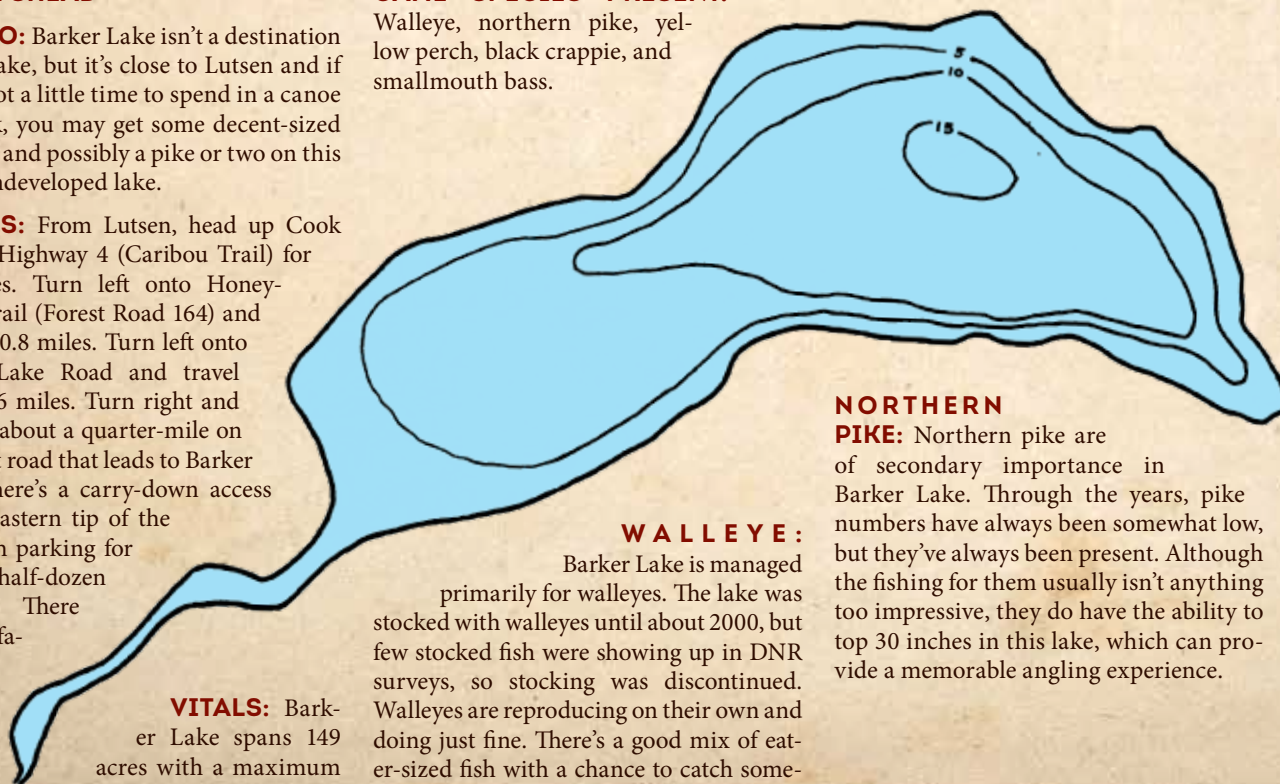 O: Barker Lake isn't a destination
ake, but it's close to Lutsen and if
ot a little time to spend in a canoe
you may get some decent-sized
and possibly a pike or two on this
ndeveloped lake.
S: From Lutsen, head up Cook
Highway 4 (Caribou Trail) for
es. Turn left onto Honey-
rail (Forest Road 164) and
0.8 miles. Turn left onto
Lake Road and travel
6 miles. Turn right and
about a quarter-mile on
t road that leads to Barker
here's a carry-down access
astern tip of the
n parking for
half-dozen
There
fa-
VITALS: Bark-
er Lake spans 149
acres with a maximum
GAME SPECIES PRESENT:
Walleye, northern pike, yel-
low perch, black crappie, and
smallmouth bass.
WALLEYE:
Barker Lake is managed
primarily for walleyes. The lake was
stocked with walleyes until about 2000, but
few stocked fish were showing up in DNR
surveys, so stocking was discontinued.
Walleyes are reproducing on their own and
doing just fine. There's a good mix of eat-
er-sized fish with a chance to catch some-
5
10
15
NORTHERN
PIKE: Northern pike are
of secondary importance in
Barker Lake. Through the years, pike
numbers have always been somewhat low,
but they've always been present. Although
the fishing for them usually isn't anything
too impressive, they do have the ability to
top 30 inches in this lake, which can pro-
vide a memorable angling experience.